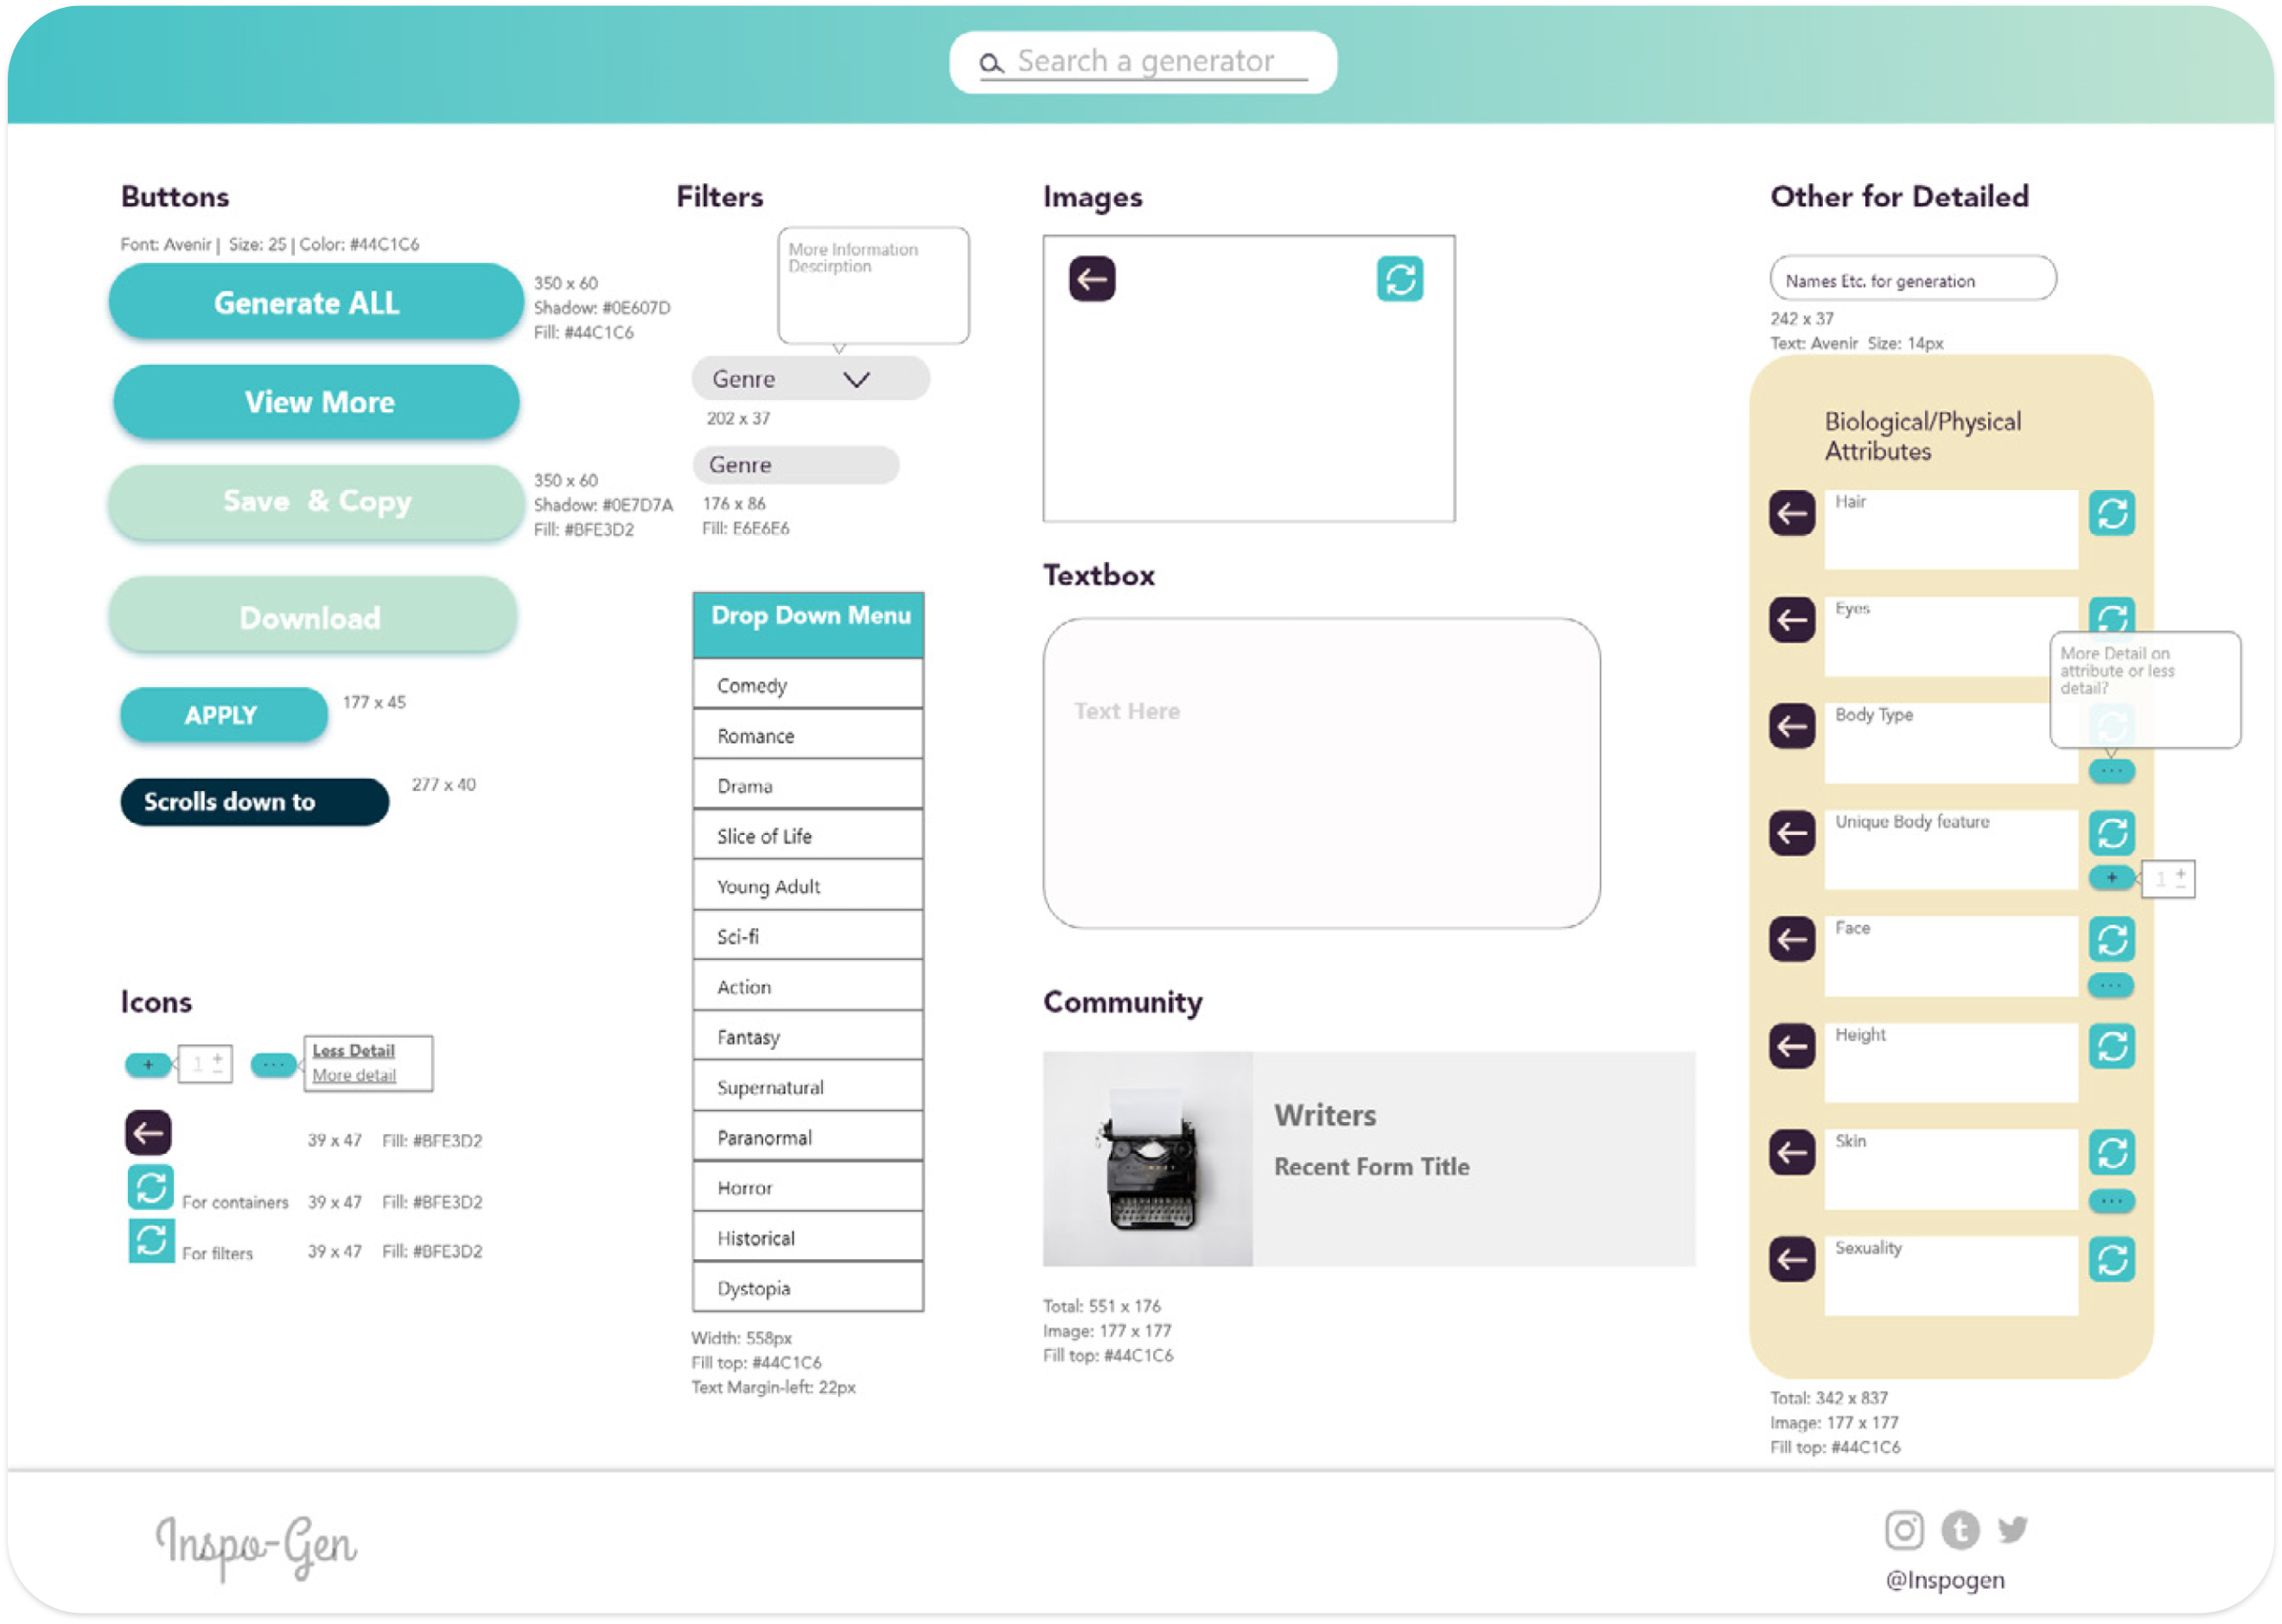 Search a generator
Buttons
Font: Avenir | Size: 25 | Color: #44C1C6
Generate ALL
350 x 60
Shadow: #0E607D
Fill: #44C1C6
View More
Save & Copy
350 x 60
Shadow: #0E7D7A
Fill: #BFE3D2
Download
APPLY
177 x 45
Scrolls down to
277 x 40
Icons
+
1 + −
...
Less Detail
More detail
39 x 47 Fill: #BFE3D2
For containers 39 x 47 Fill: #BFE3D2
For filters 39 x 47 Fill: #BFE3D2
Filters
More Information
Descirption
Genre
202 x 37
Genre
176 x 86
Fill: E6E6E6
Drop Down Menu
Comedy
Romance
Drama
Slice of Life
Young Adult
Sci-fi
Action
Fantasy
Supernatural
Paranormal
Horror
Historical
Dystopia
Width: 558px
Fill top: #44C1C6
Text Margin-left: 22px
Images
Textbox
Text Here
Community
Writers
Recent Form Title
Total: 551 x 176
Image: 177 x 177
Fill top: #44C1C6
Other for Detailed
Names Etc. for generation
242 x 37
Text: Avenir Size: 14px
Biological/Physical
Attributes
Hair
Eyes
More Detail on
attribute or less
detail?
Body Type
...
Unique Body feature
+
1 + −
Face
...
Height
Skin
...
Sexuality
Total: 342 x 837
Image: 177 x 177
Fill top: #44C1C6
Inspo-Gen
@Inspogen